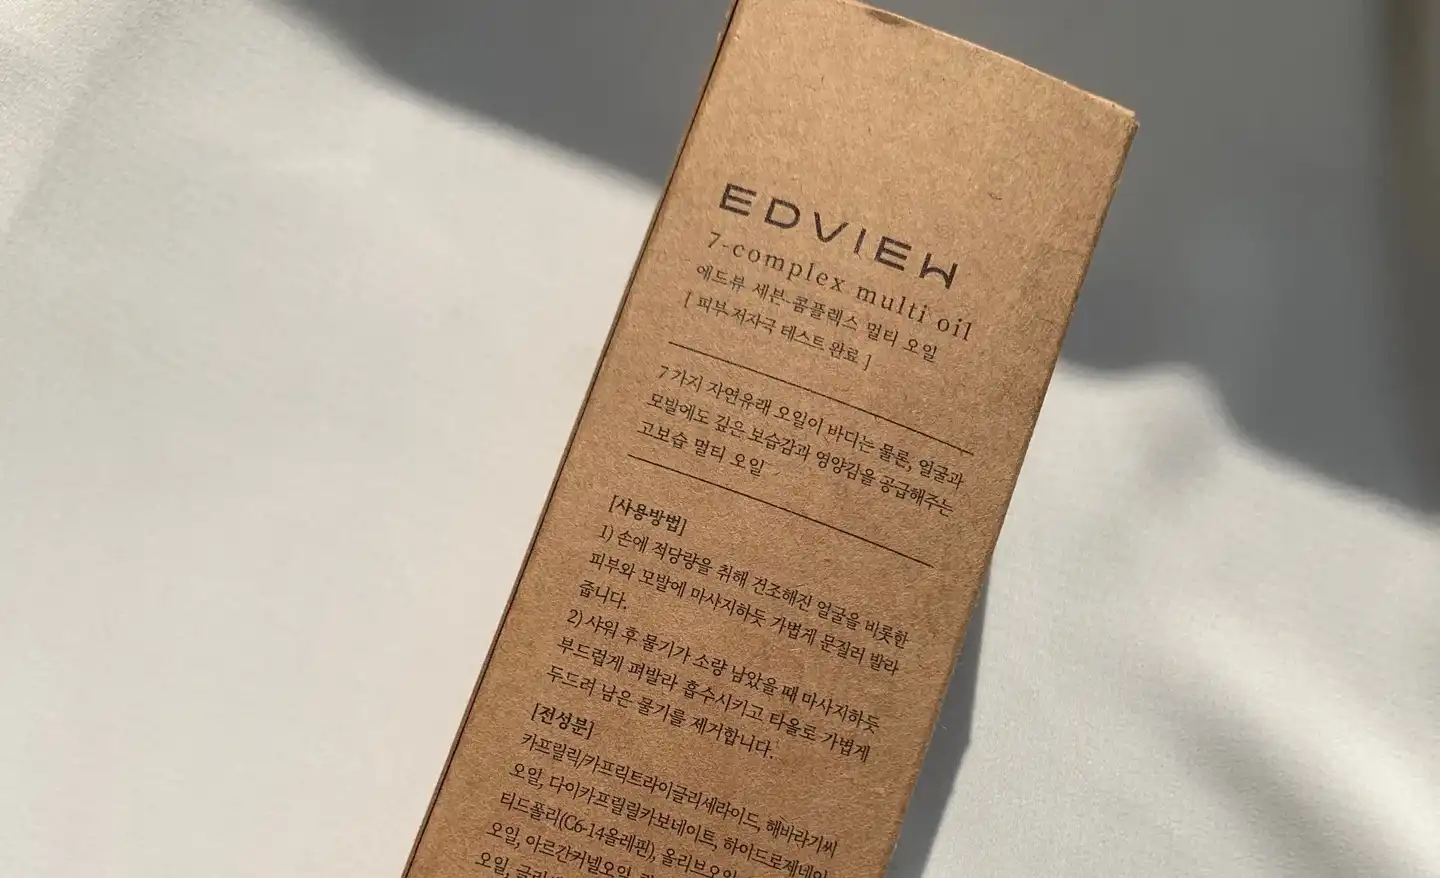 EDVIEW
7-complex multi oil
에드뷰 세븐-콤플렉스 멀티 오일
[ 피부 저자극 테스트 완료 ]
7가지 자연유래 오일이 바디는 물론, 얼굴과
모발에도 깊은 보습감과 영양감을 공급해주는
고보습 멀티 오일
[사용방법]
1) 손에 적당량을 취해 건조해진 얼굴을 비롯한
피부와 모발에 마사지하듯 가볍게 문질러 발라
줍니다.
2) 샤워 후 물기가 소량 남았을 때 마사지하듯
부드럽게 펴발라 흡수시키고 타올로 가볍게
두드려 남은 물기를 제거합니다.
[전성분]
카프릴릭/카프릭트라이글리세라이드, 해바라기씨
오일, 다이카프릴릴카보네이트, 하이드로제네이
티드폴리(C6-14올레핀), 올리브오일,
오일, 아르간커넬오일,
오일,